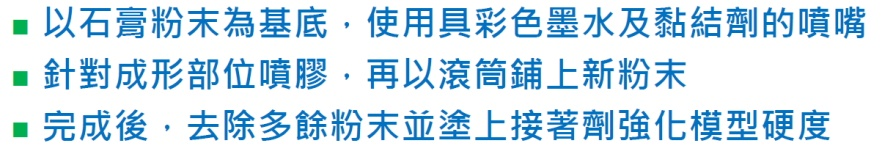 ▪ 以石膏粉末為基底，使用具彩色墨水及黏結劑的噴嘴
▪ 針對成形部位噴膠，再以滾筒鋪上新粉末
▪ 完成後，去除多餘粉末並塗上接著劑強化模型硬度